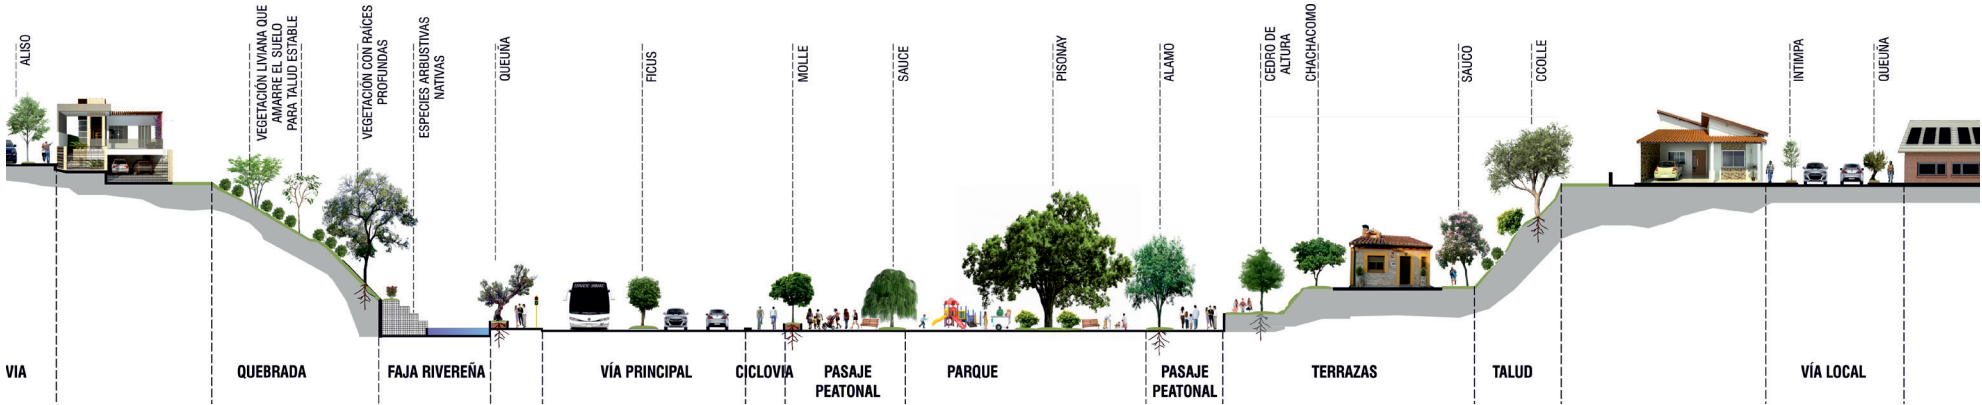 ALISO
VEGETACIÓN LIVIANA QUE
AMARRE EL SUELO
PARA TALUD ESTABLE
VEGETACIÓN CON RAÍCES
PROFUNDAS
ESPECIES ARBUSTIVAS
NATIVAS
QUEUÑA
FICUS
MOLLE
SAUCE
PISONAY
ALAMO
CEDRO DE
ALTURA
CHACHACOMO
SAUCO
CCOLLE
INTIMPA
QUEUÑA
VIA
QUEBRADA
FAJA RIVEREÑA
VÍA PRINCIPAL
CICLOVIA
PASAJE
PEATONAL
PARQUE
PASAJE
PEATONAL
TERRAZAS
TALUD
VÍA LOCAL